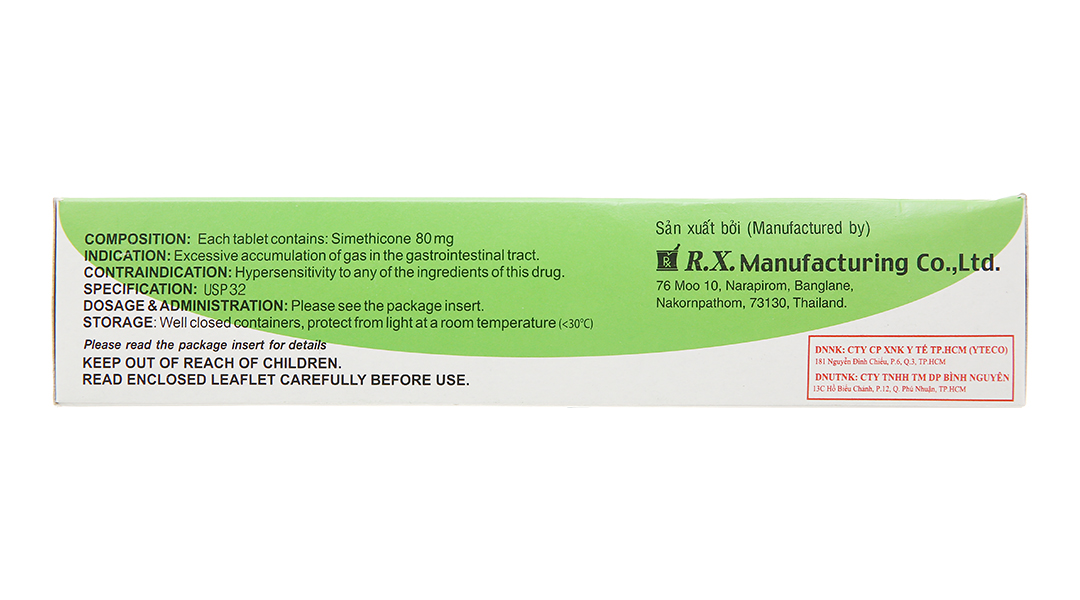 COMPOSITION: Each tablet contains: Simethicone 80 mg
INDICATION: Excessive accumulation of gas in the gastrointestinal tract.
CONTRAINDICATION: Hypersensitivity to any of the ingredients of this drug.
SPECIFICATION: USP 32
DOSAGE & ADMINISTRATION: Please see the package insert.
STORAGE: Well closed containers, protect from light at a room temperature (<30°C)
Please read the package insert for details
KEEP OUT OF REACH OF CHILDREN.
READ ENCLOSED LEAFLET CAREFULLY BEFORE USE.
Sản xuất bởi (Manufactured by)
Rx R.X. Manufacturing Co.,Ltd.
76 Moo 10, Narapirom, Banglane,
Nakornpathom, 73130, Thailand.
DNNK: CTY CP XNK Y TẾ TP.HCM (YTECO)
181 Nguyễn Đình Chiểu, P.6, Q.3, TP.HCM
DNUTNK: CTY TNHH TM DP BÌNH NGUYÊN
13C Hồ Biểu Chánh, P.12, Q. Phú Nhuận, TP.HCM